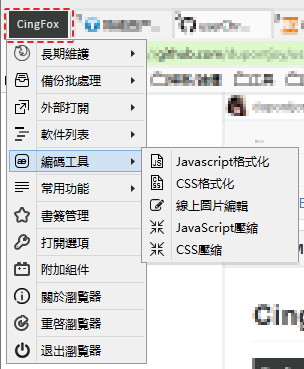 CingFox
長期維護
備份批處理
外部打開
軟件列表
編碼工具
常用功能
書簽管理
打開選項
附加組件
關於瀏覽器
重啓瀏覽器
退出瀏覽器
Javascript格式化
CSS格式化
線上圖片編輯
JavaScript壓縮
CSS壓縮
Cing